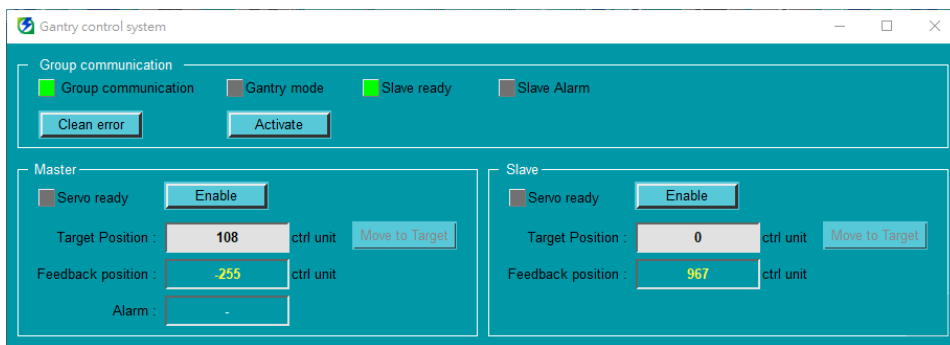 Gantry control system
Group communication
Group communication Gantry mode Slave ready Slave Alarm
Clean error Activate
Master
Servo ready Enable
Target Position : 108 ctrl unit Move to Target
Feedback position : -255 ctrl unit
Alarm : -
Slave
Servo ready Enable
Target Position : 0 ctrl unit Move to Target
Feedback position : 967 ctrl unit